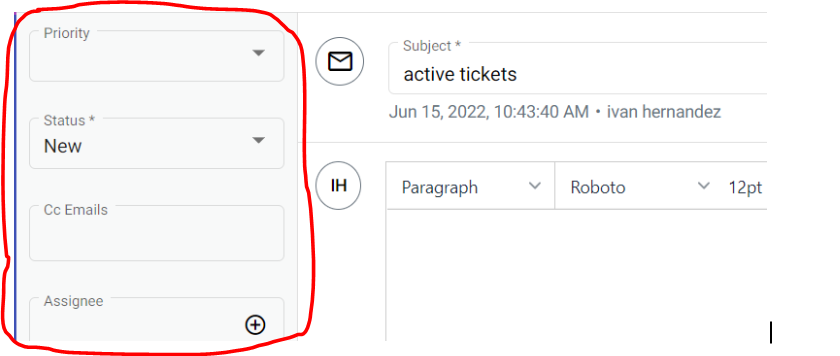 Priority
Status *
New
Cc Emails
Assignee
Subject *
active tickets
Jun 15, 2022, 10:43:40 AM • ivan hernandez
IH
Paragraph
Roboto
12pt